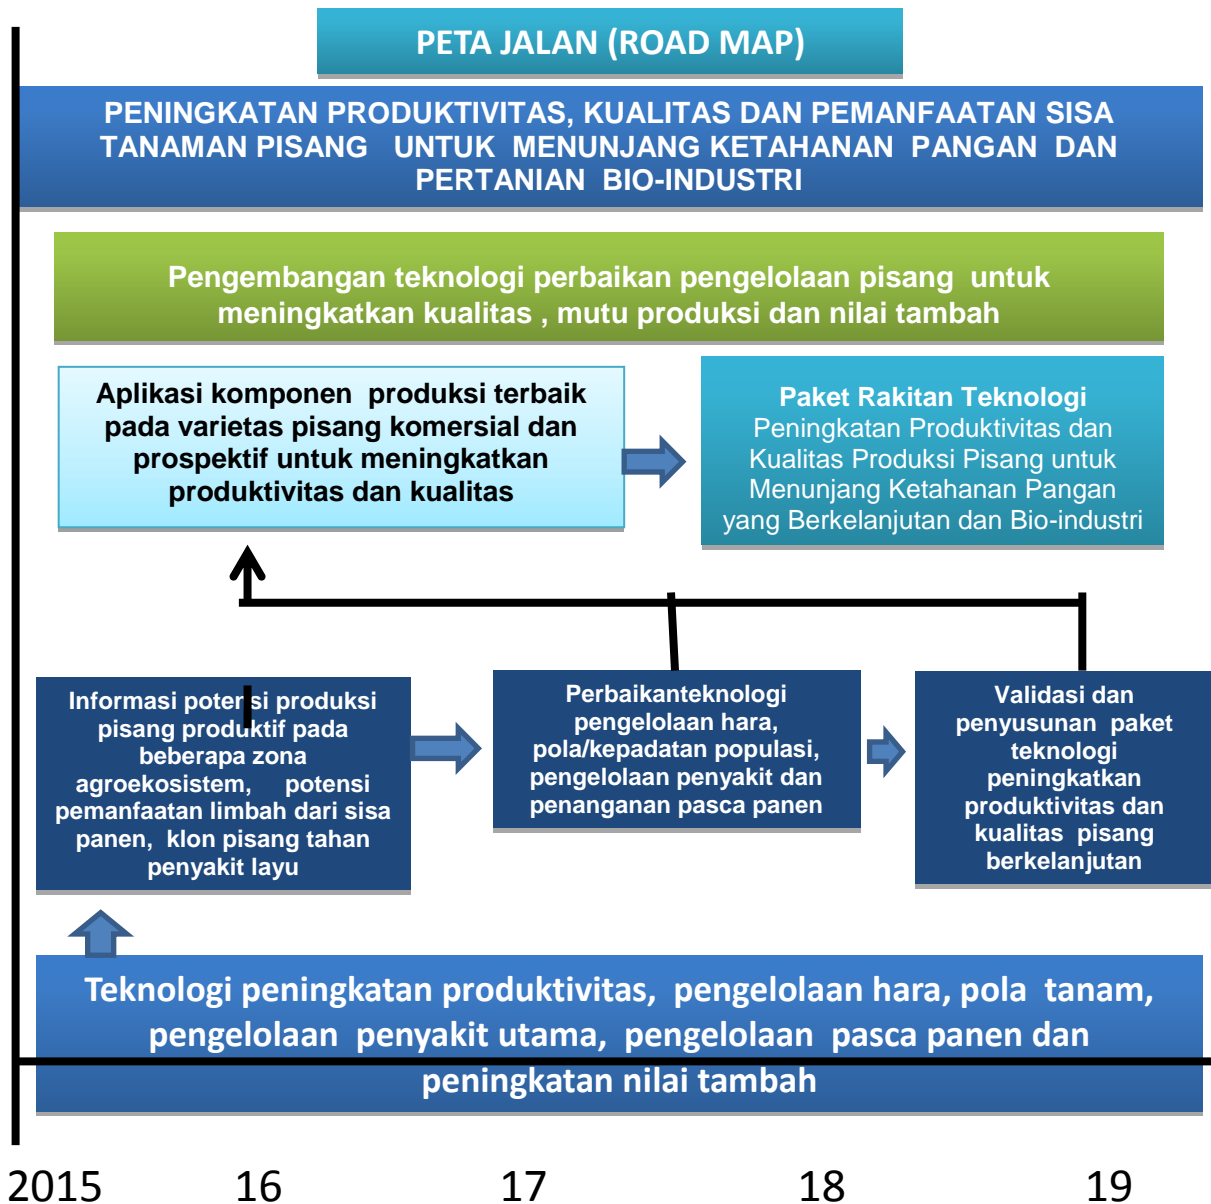 PETA JALAN (ROAD MAP)
PENINGKATAN PRODUKTIVITAS, KUALITAS DAN PEMANFAATAN SISA
TANAMAN PISANG UNTUK MENUNJANG KETAHANAN PANGAN DAN
PERTANIAN BIO-INDUSTRI
Pengembangan teknologi perbaikan pengelolaan pisang untuk
meningkatkan kualitas , mutu produksi dan nilai tambah
Aplikasi komponen produksi terbaik
pada varietas pisang komersial dan
prospektif untuk meningkatkan
produktivitas dan kualitas
Paket Rakitan Teknologi
Peningkatan Produktivitas dan
Kualitas Produksi Pisang untuk
Menunjang Ketahanan Pangan
yang Berkelanjutan dan Bio-industri
Informasi potensi produksi
pisang produktif pada
beberapa zona
agroekosistem, potensi
pemanfaatan limbah dari sisa
panen, klon pisang tahan
penyakit layu
Perbaikanteknologi
pengelolaan hara,
pola/kepadatan populasi,
pengelolaan penyakit dan
penanganan pasca panen
Validasi dan
penyusunan paket
teknologi
peningkatkan
produktivitas dan
kualitas pisang
berkelanjutan
Teknologi peningkatan produktivitas, pengelolaan hara, pola tanam,
pengelolaan penyakit utama, pengelolaan pasca panen dan
peningkatan nilai tambah
2015 16 17 18 19